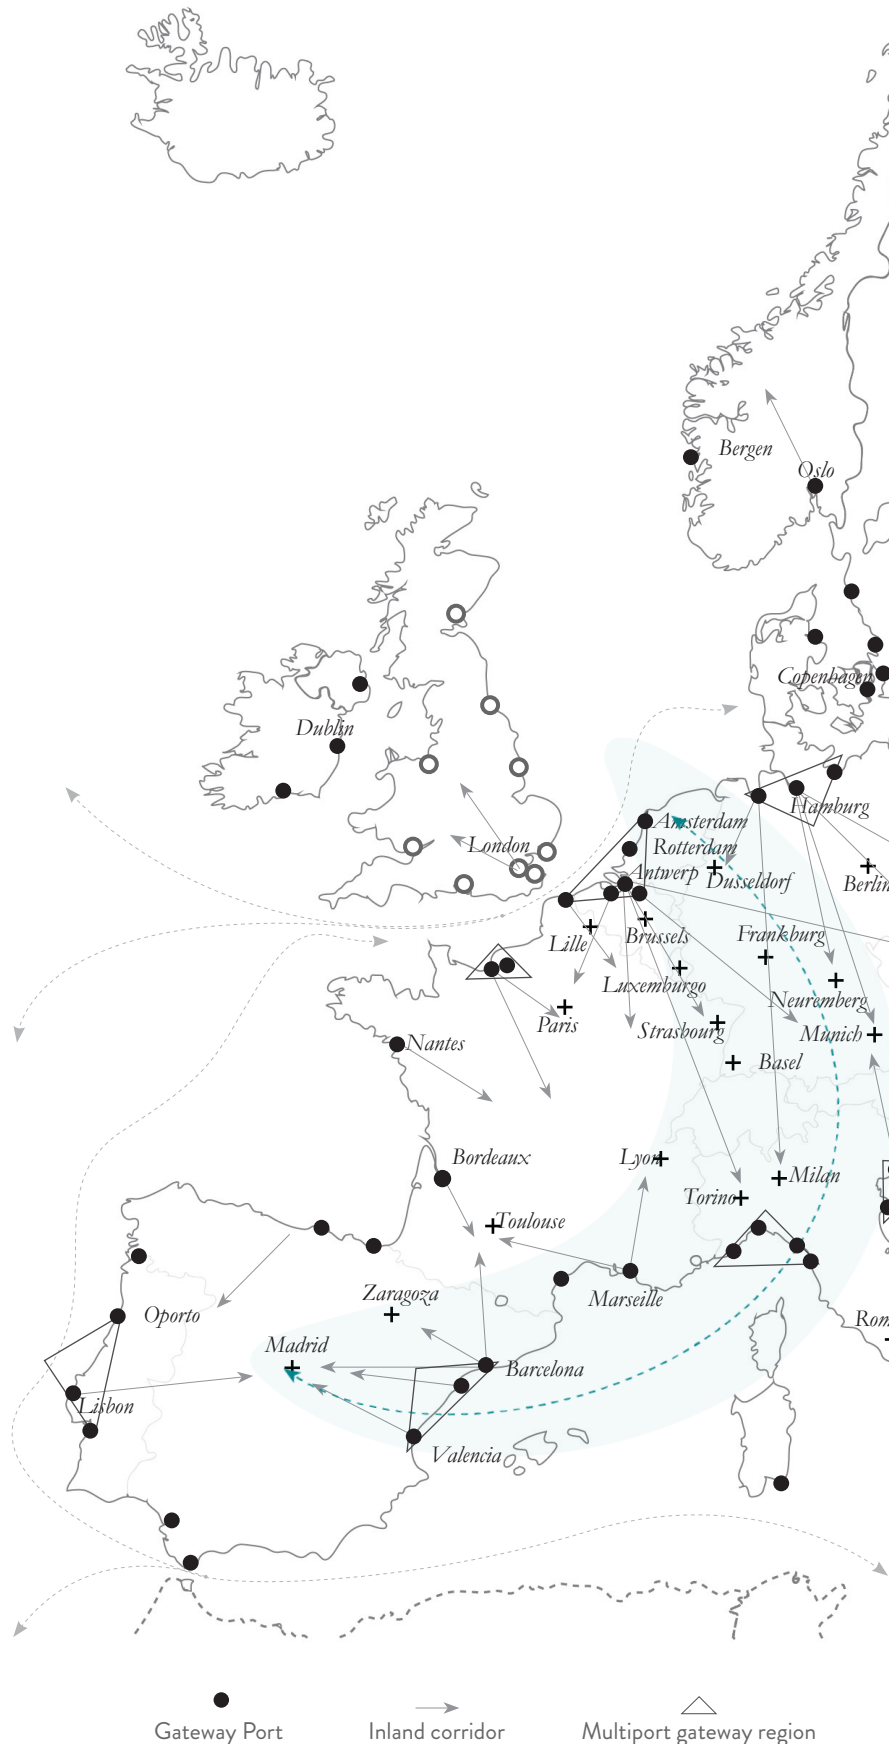 Bergen
Oslo
Copenhagen
Dublin
Hamburg
Amsterdam
London
Rotterdam
Antwerp
Dusseldorf
Berlin
Lille
Brussels
Frankburg
Luxemburgo
Neuremberg
Paris
Strasbourg
Munich
Nantes
Basel
Bordeaux
Lyon
Milan
Torino
Toulouse
Zaragoza
Marseille
Oporto
Rom
Madrid
Barcelona
Lisbon
Valencia
Gateway Port
Inland corridor
Multiport gateway region